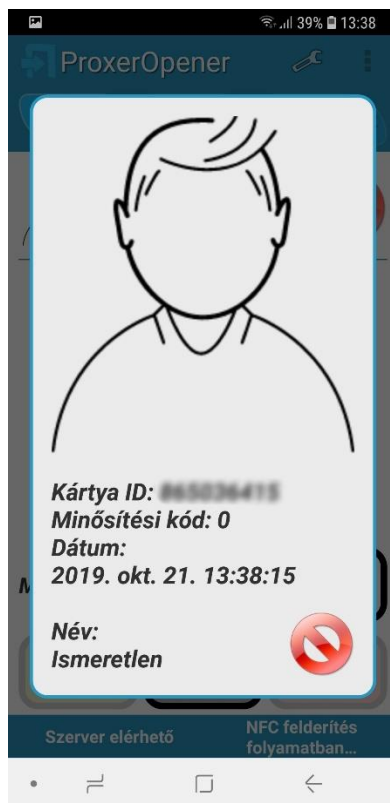 39% 13:38
ProxerOpener
Kártya ID:
Minősítési kód: 0
Dátum:
2019. okt. 21. 13:38:15
Név:
Ismeretlen
Szerver elérhető
NFC felderítés
folyamatban...